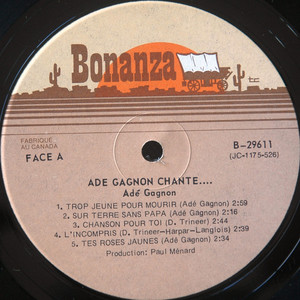 Bonanza
FABRIQUÉ
AU CANADA
FACE A
B-29611
(JC-1175-526)
ADE GAGNON CHANTE....
Adé Gagnon
1. TROP JEUNE POUR MOURIR (Adé Gagnon) 2:59
2. SUR TERRE SANS PAPA (Adé Gagnon) 2:16
3. CHANSON POUR TOI (D. Trineer) 2:44
4. L'INCOMPRIS (D. Trineer-Harpar-Langlois) 2:39
5. TES ROSES JAUNES (Adé Gagnon) 2:34
Production: Paul Ménard